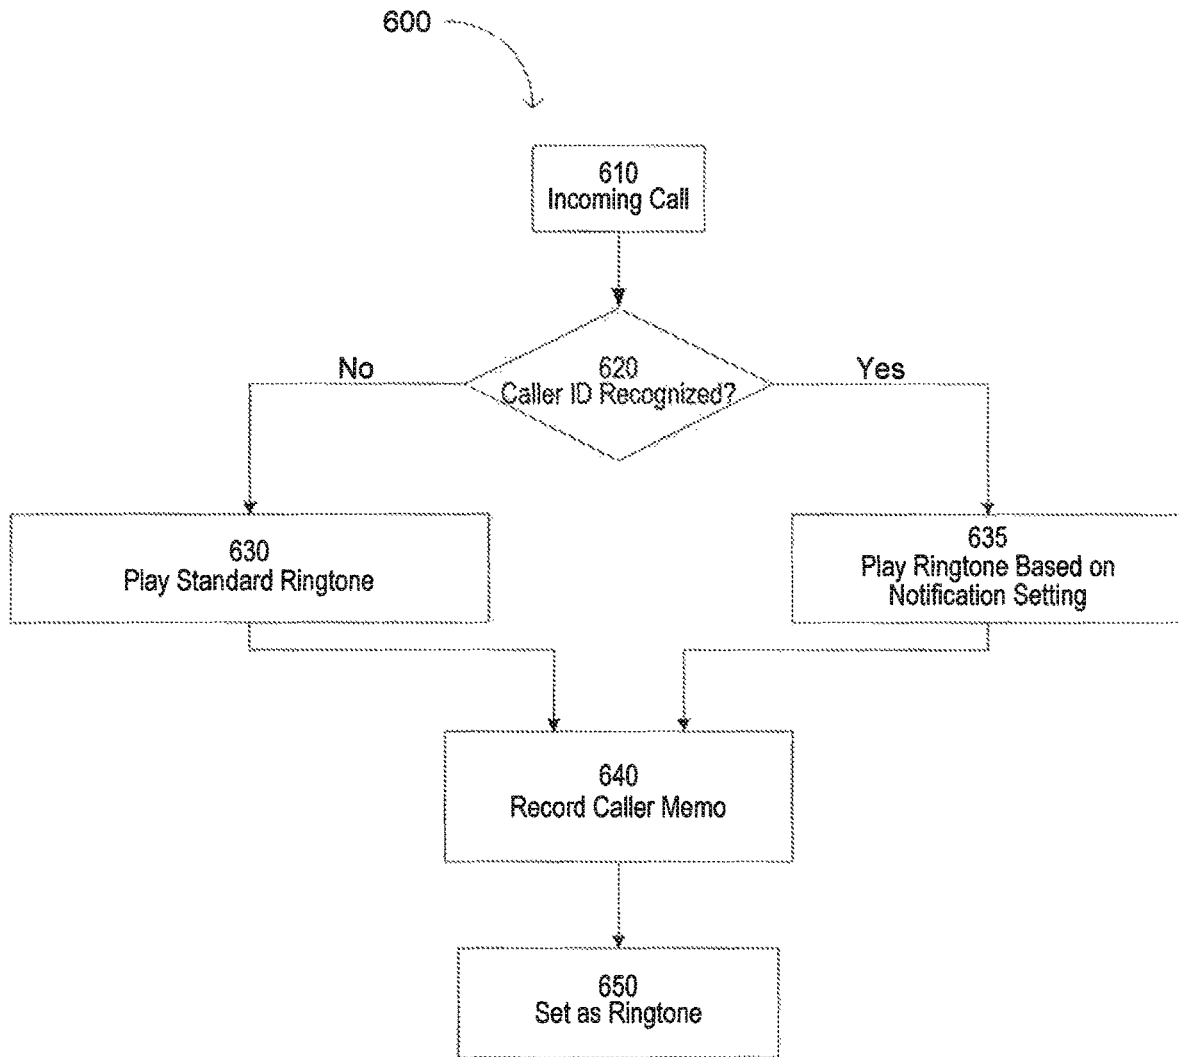 600
610
Incoming Call
620
Caller ID Recognized?
No
Yes
630
Play Standard Ringtone
635
Play Ringtone Based on
Notification Setting
640
Record Caller Memo
650
Set as Ringtone